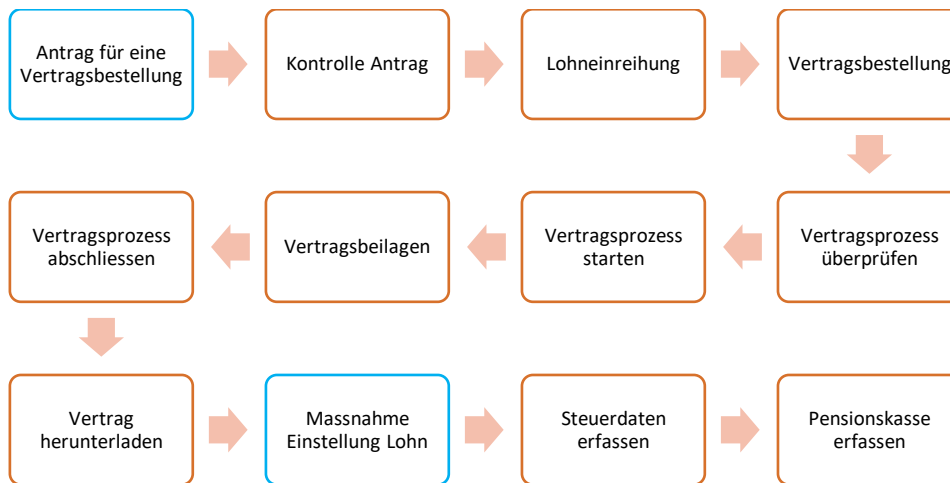 Antrag für eine
Vertragsbestellung
Kontrolle Antrag
Lohneinreihung
Vertragsbestellung
Vertragsprozess
überprüfen
Vertragsprozess
starten
Vertragsbeilagen
Vertragsprozess
abschliessen
Vertrag
herunterladen
Massnahme
Einstellung Lohn
Steuerdaten
erfassen
Pensionskasse
erfassen